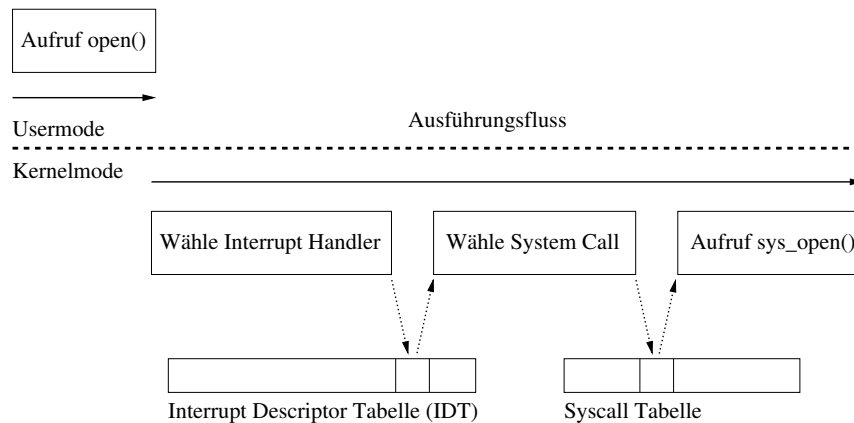 Aufruf open()
Usermode
Ausführungsfluss
Kernelmode
Wähle Interrupt Handler
Wähle System Call
Aufruf sys_open()
Interrupt Descriptor Tabelle (IDT)
Syscall Tabelle